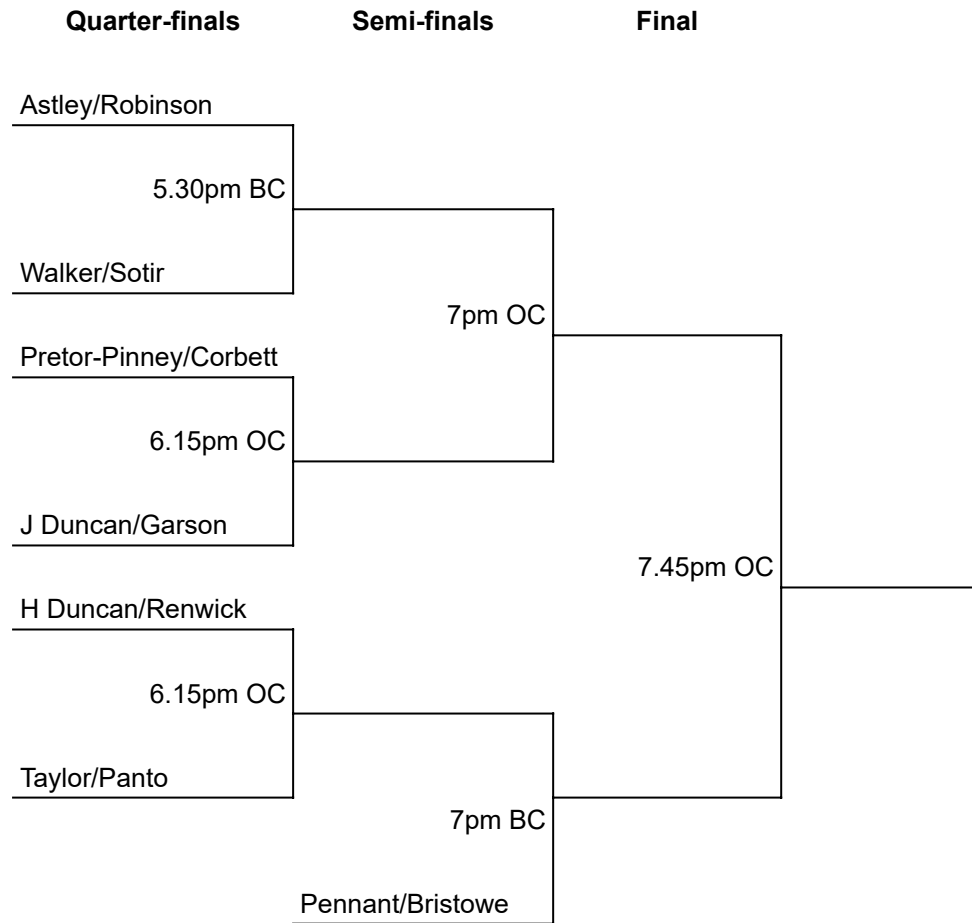 Quarter-finals Semi-finals Final
Astley/Robinson
5.30pm BC
Walker/Sotir
7pm OC
Pretor-Pinney/Corbett
6.15pm OC
J Duncan/Garson
7.45pm OC
H Duncan/Renwick
6.15pm OC
Taylor/Panto
7pm BC
Pennant/Bristowe